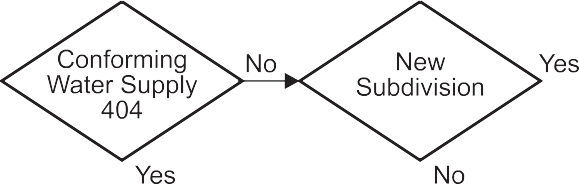 Conforming
Water Supply
404
No
New
Subdivision
Yes
Yes
No